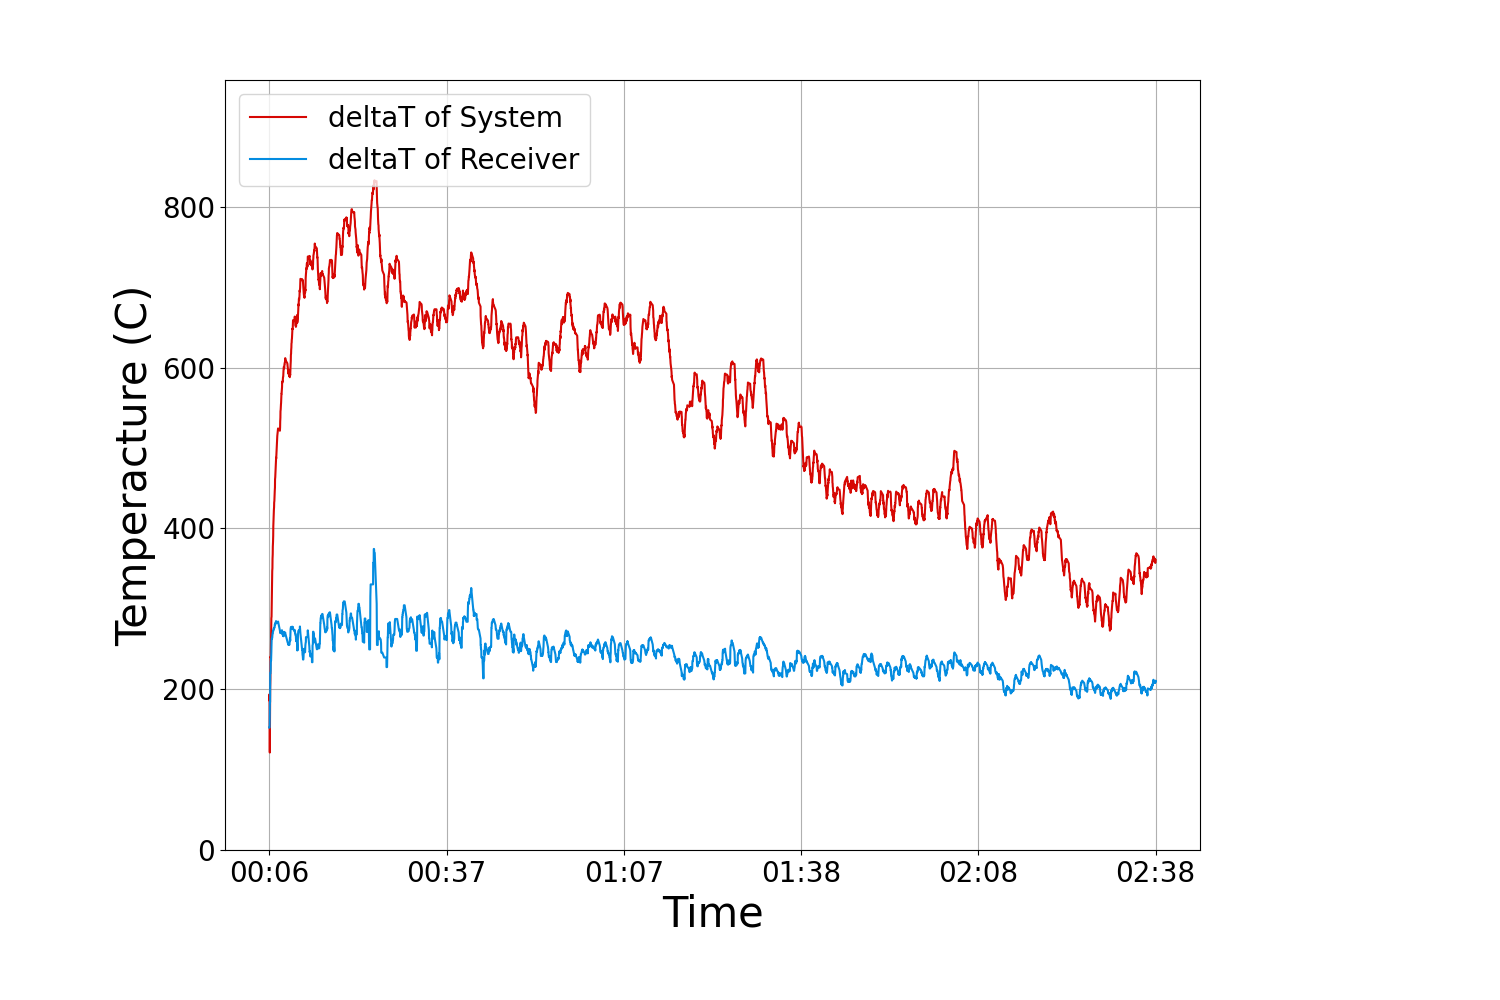 deltaT of System
deltaT of Receiver
Temperacture (C)
800
600
400
200
0
00:06 00:37 01:07 01:38 02:08 02:38
Time